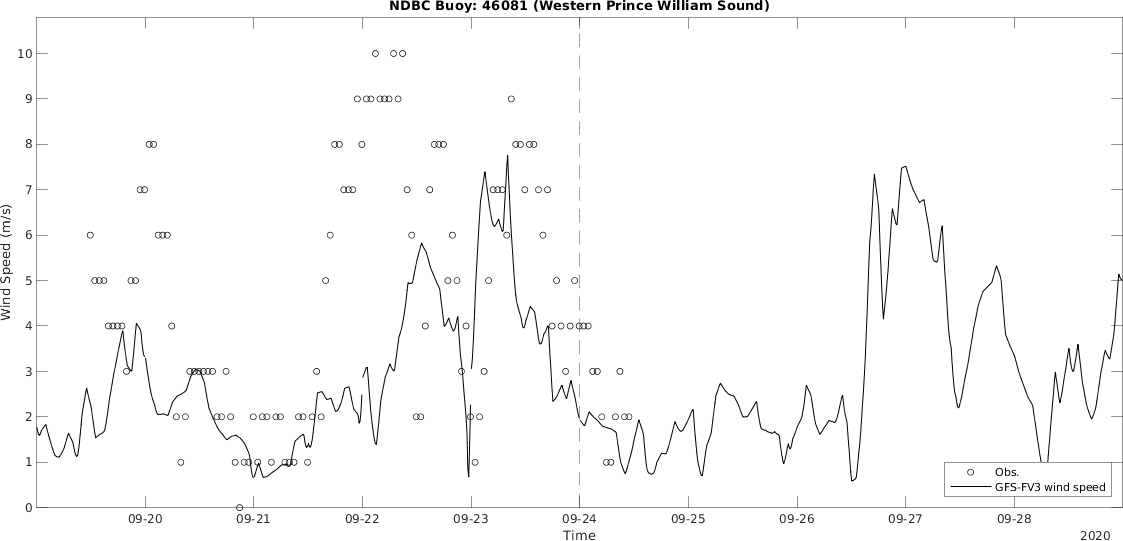 NDBC Buoy: 46081 (Western Prince William Sound)
10
9
8
7
6
5
4
3
2
1
0
Wind Speed (m/s)
09-20 09-21 09-22 09-23 09-24 09-25 09-26 09-27 09-28
Time
2020
Obs.
GFS-FV3 wind speed